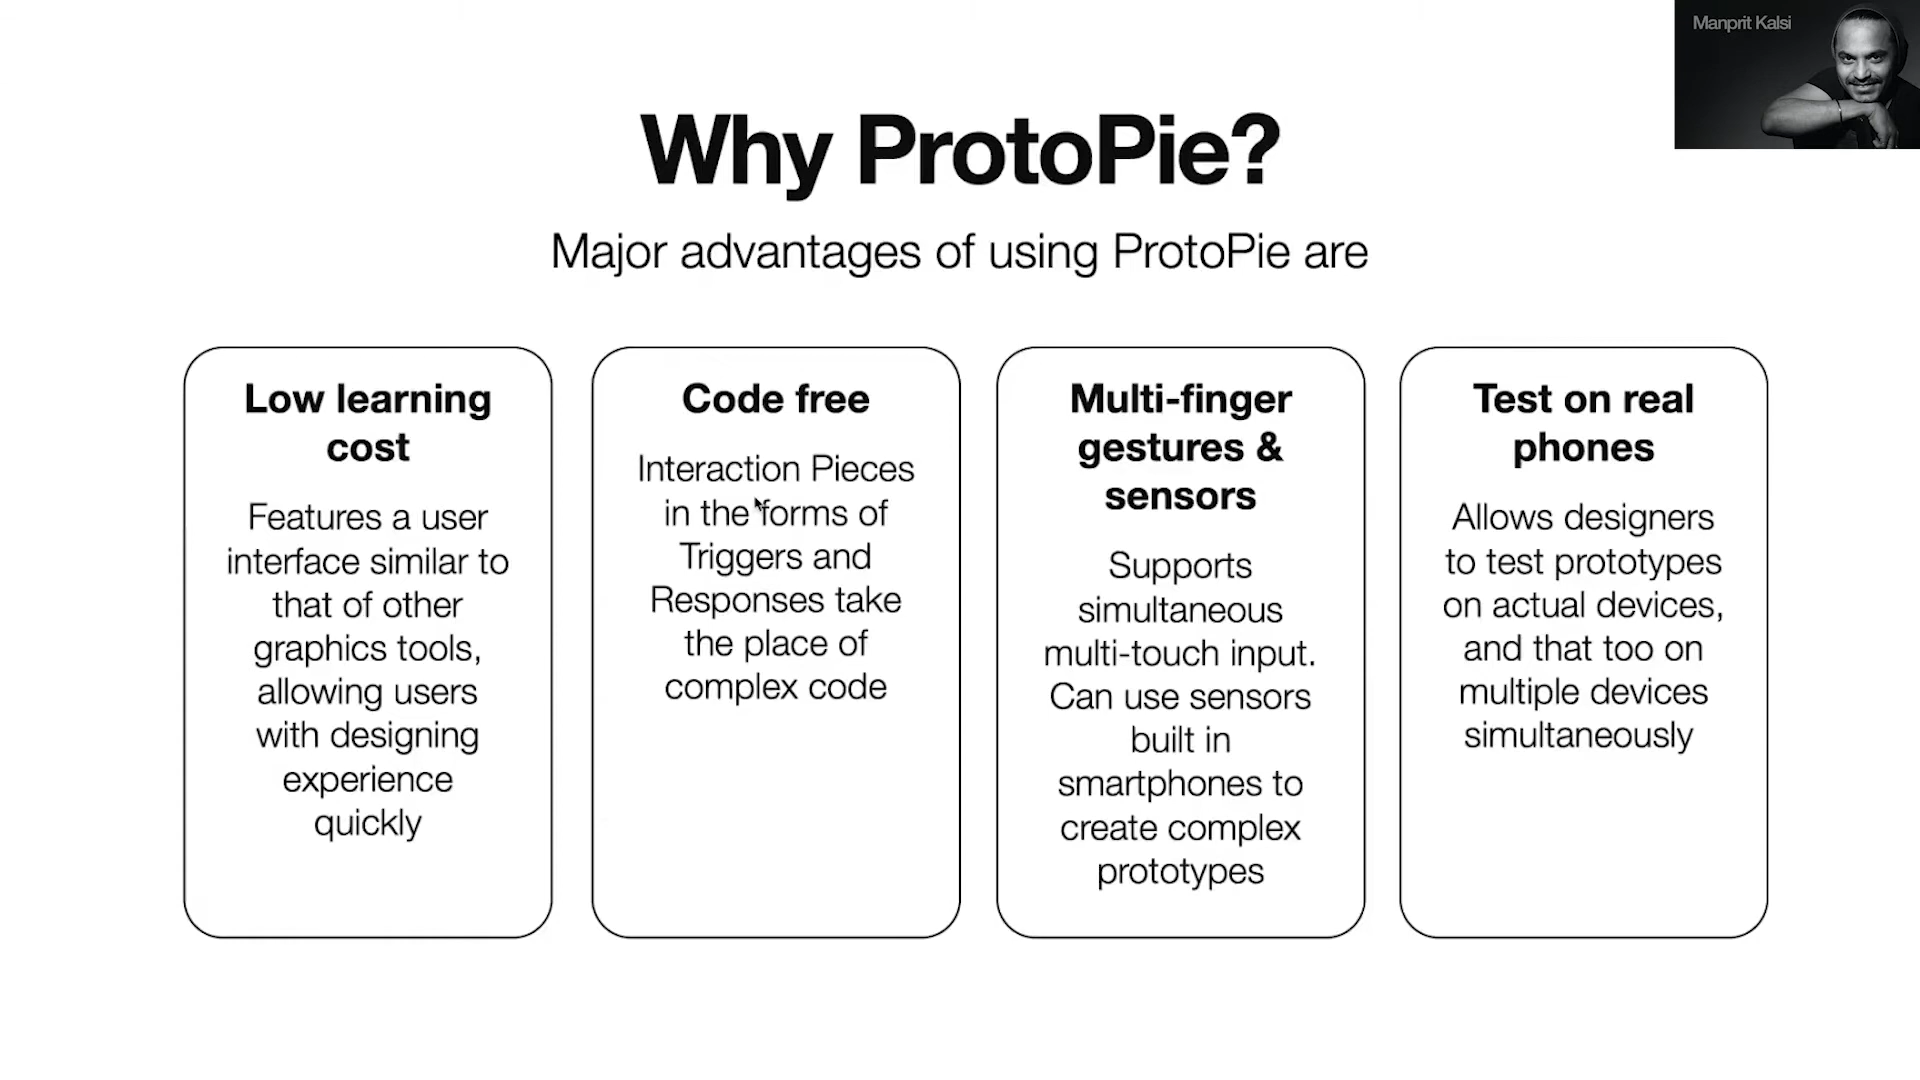 Manprit Kalsi
Why ProtoPie?
Major advantages of using ProtoPie are
Low learning
cost
Features a user
interface similar to
that of other
graphics tools,
allowing users
with designing
experience
quickly
Code free
Interaction Pieces
in the forms of
Triggers and
Responses take
the place of
complex code
Multi-finger
gestures &
sensors
Supports
simultaneous
multi-touch input.
Can use sensors
built in
smartphones to
create complex
prototypes
Test on real
phones
Allows designers
to test prototypes
on actual devices,
and that too on
multiple devices
simultaneously